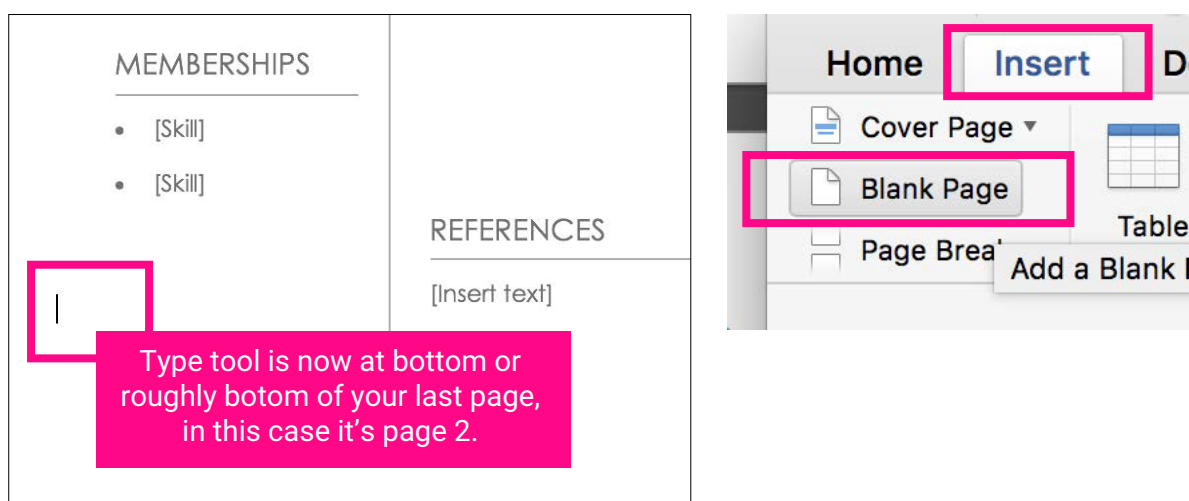 MEMBERSHIPS
[Skill]
[Skill]
REFERENCES
[Insert text]
Type tool is now at bottom or
roughly botom of your last page,
in this case it’s page 2.
Home Insert
Cover Page
Blank Page
Table
Page
Add a Blank